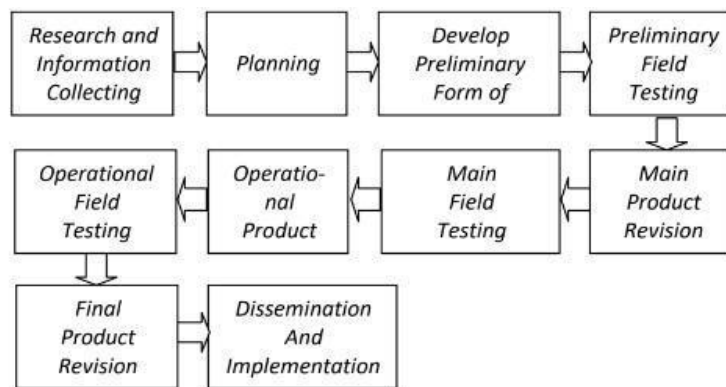 Research and
Information
Collecting
Planning
Develop
Preliminary
Form of
Preliminary
Field
Testing
Main
Product
Revision
Main
Field
Testing
Operatio-
nal
Product
Operational
Field
Testing
Final
Product
Revision
Dissemination
And
Implementation